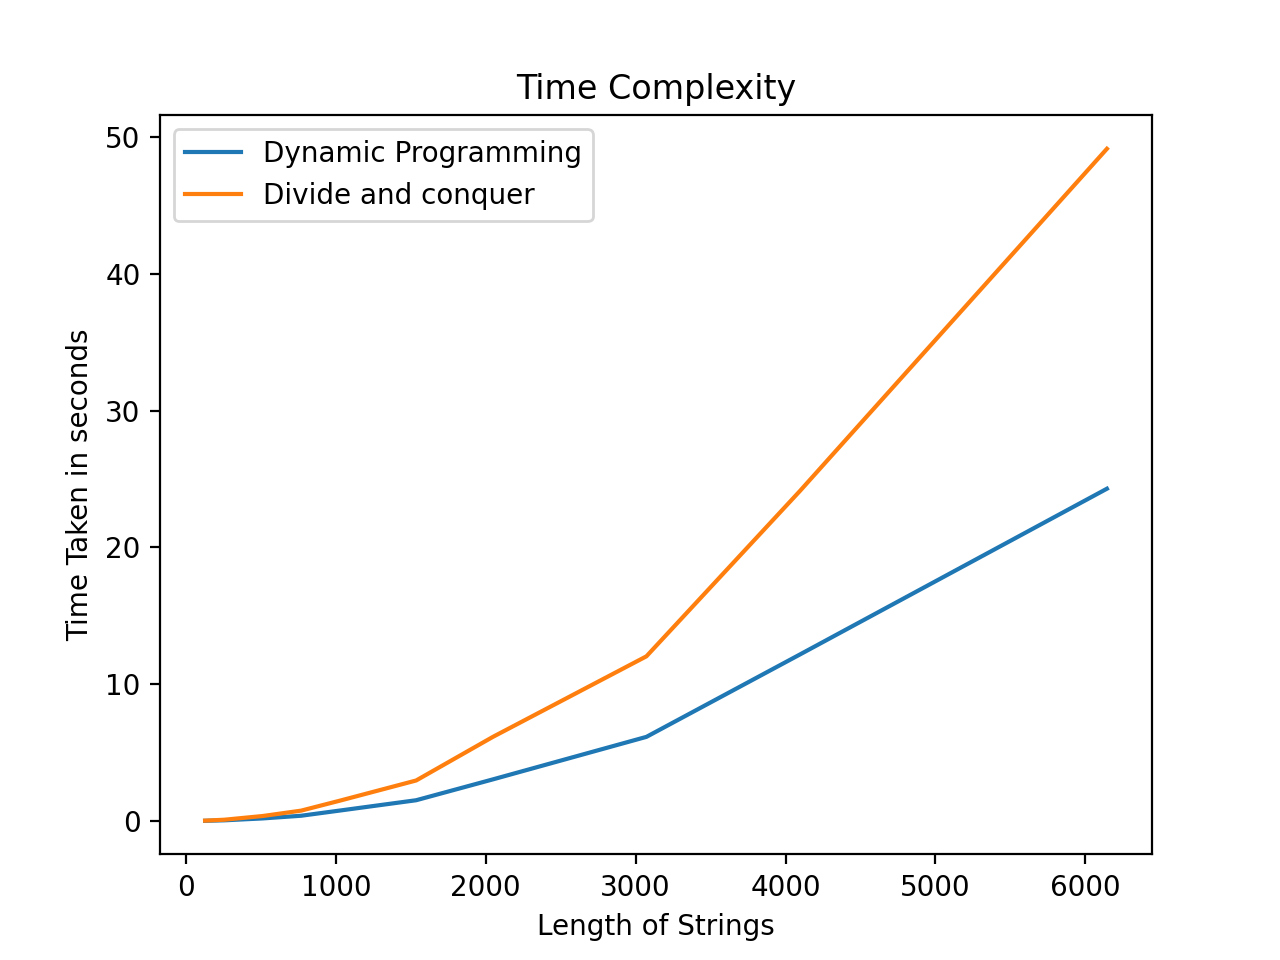 Time Complexity
Dynamic Programming
Divide and conquer
50
40
30
20
10
0
Time Taken in seconds
0 1000 2000 3000 4000 5000 6000
Length of Strings